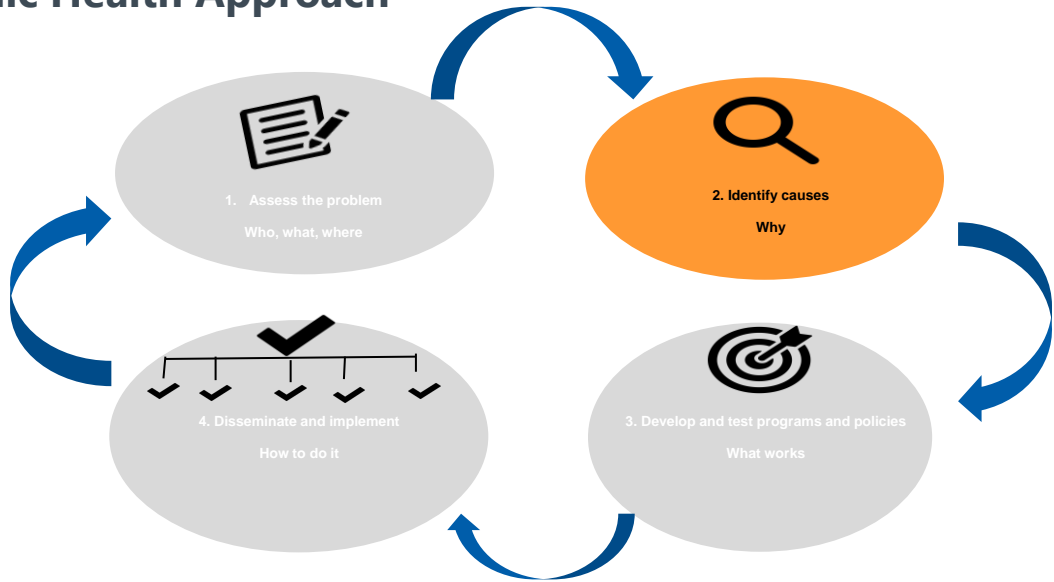 Health Approach
1. Assess the problem
Who, what, where
2. Identify causes
Why
4. Disseminate and implement
How to do it
3. Develop and test programs and policies
What works